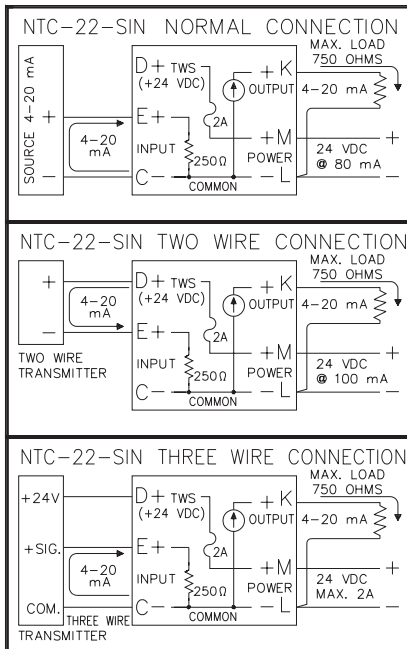 NTC-22-SIN NORMAL CONNECTION
MAX. LOAD
750 OHMS
SOURCE 4-20 mA
+
−
4-20
mA
D+ TWS
(+24 VDC)
E+
INPUT
C−
250Ω
2A
COMMON
+K
OUTPUT
4-20 mA
+M
POWER
−L
24 VDC
@ 80 mA
+
−
NTC-22-SIN TWO WIRE CONNECTION
MAX. LOAD
750 OHMS
+
−
4-20
mA
TWO WIRE
TRANSMITTER
D+ TWS
(+24 VDC)
E+
INPUT
C−
250Ω
2A
COMMON
+K
OUTPUT
4-20 mA
+M
POWER
−L
24 VDC
@ 100 mA
+
−
NTC-22-SIN THREE WIRE CONNECTION
MAX. LOAD
750 OHMS
+24V
+SIG.
COM.
4-20
mA
THREE WIRE
TRANSMITTER
D+ TWS
(+24 VDC)
E+
INPUT
C−
250Ω
2A
COMMON
+K
OUTPUT
4-20 mA
+M
POWER
−L
24 VDC
MAX. 2A
+
−